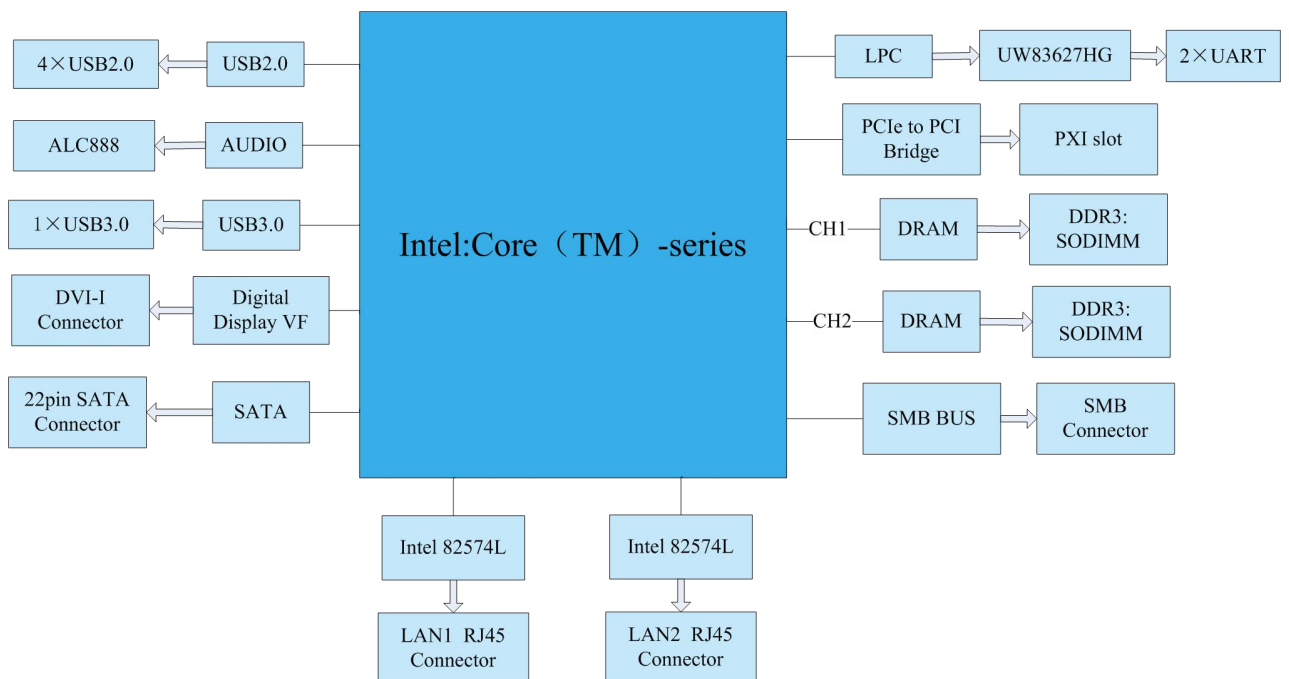 4×USB2.0
USB2.0
ALC888
AUDIO
1×USB3.0
USB3.0
DVI-I
Connector
Digital
Display VF
22pin SATA
Connector
SATA
Intel:Core（TM）-series
LPC
UW83627HG
2×UART
PCIe to PCI
Bridge
PXI slot
CH1
DRAM
DDR3:
SODIMM
CH2
DRAM
DDR3:
SODIMM
SMB BUS
SMB
Connector
Intel 82574L
LAN1 RJ45
Connector
Intel 82574L
LAN2 RJ45
Connector